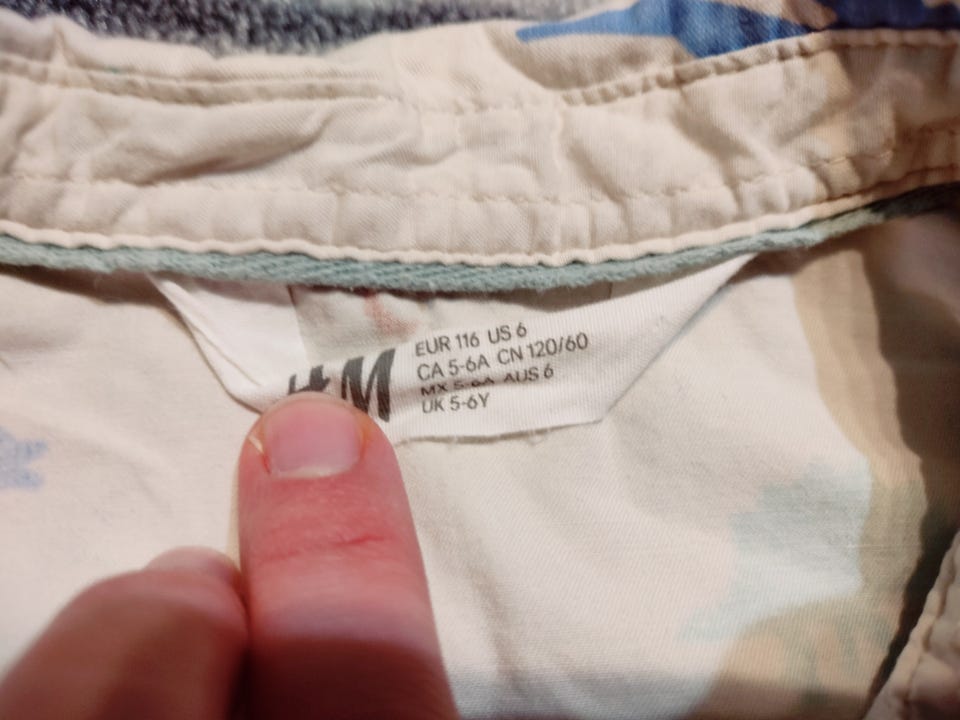 H&M
EUR 116 US 6
CA 5-6A CN 120/60
MX 5-6A AUS 6
UK 5-6Y